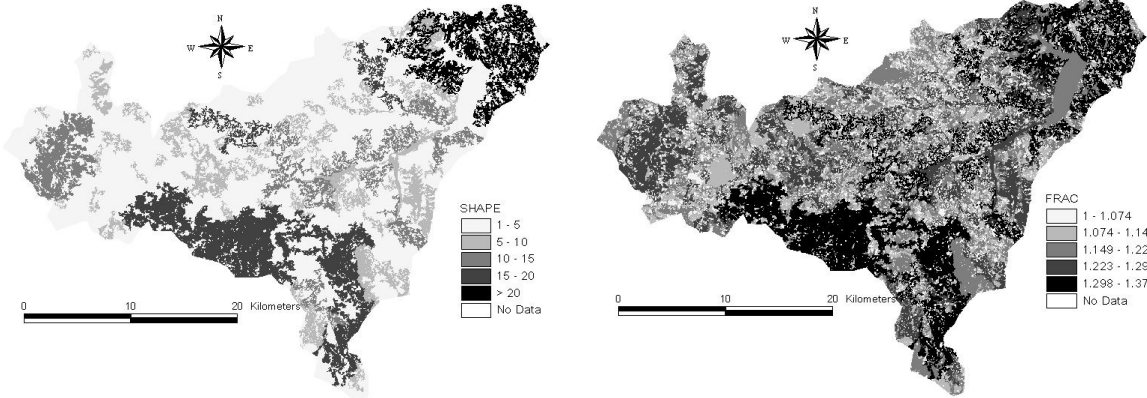 N
W E
S
SHAPE
1 - 5
5 - 10
10 - 15
15 - 20
> 20
No Data
0 10 20 Kilometers
N
W E
S
FRAC
1 - 1.074
1.074 - 1.14
1.149 - 1.22
1.223 - 1.29
1.298 - 1.37
No Data
0 10 20 Kilometers